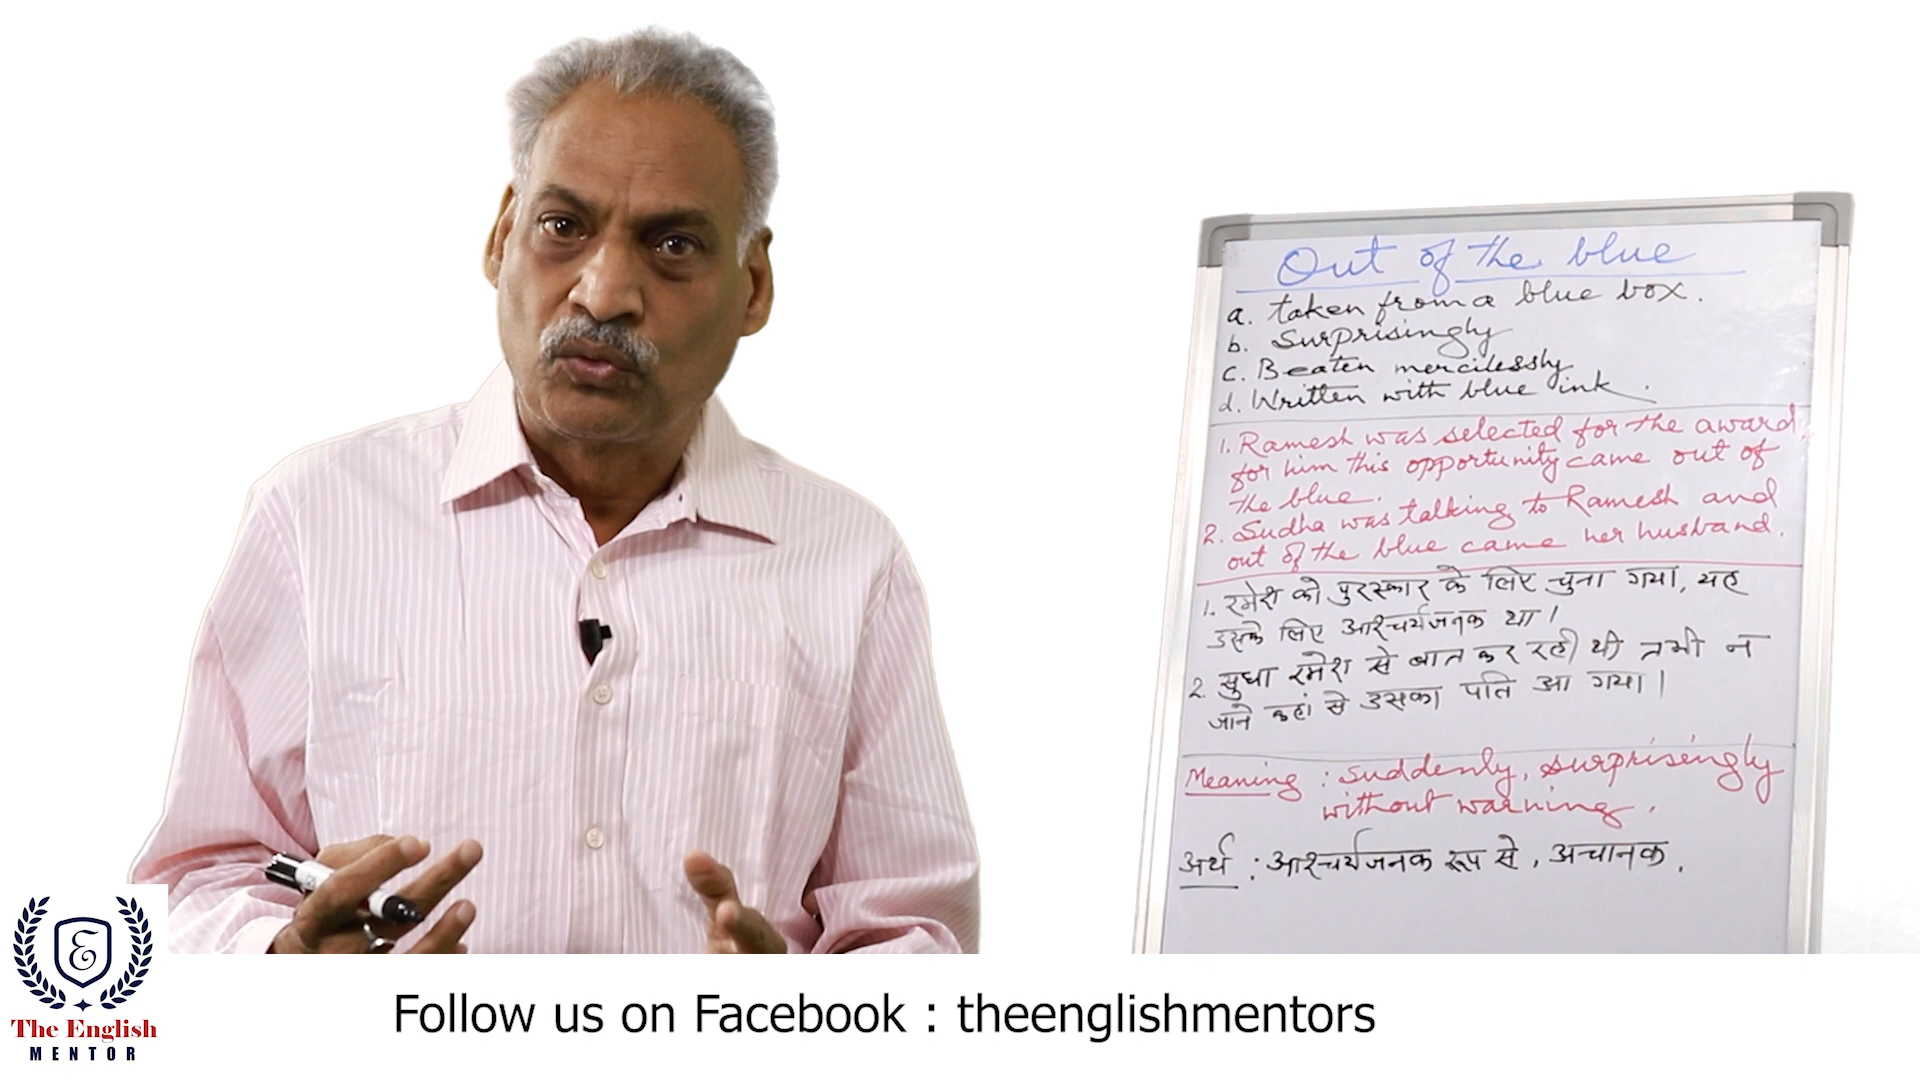 Out of the blue
a. taken from a blue box.
b. Surprisingly
c. Beaten mercilessly
d. Written with blue ink.
1. Ramesh was selected for the award,
for him this opportunity came out of
the blue.
2. Sudha was talking to Ramesh and
out of the blue came her husband.
1. रमेश को पुरस्कार के लिए चुना गया, यह
उसके लिए आश्चर्यजनक था।
2. सुधा रमेश से बात कर रही थी तभी न
जाने कहां से उसका पति आ गया।
Meaning : suddenly, surprisingly
without warning.
अर्थ : आश्चर्यजनक रूप से, अचानक.
E
The English
MENTOR
Follow us on Facebook : theenglishmentors